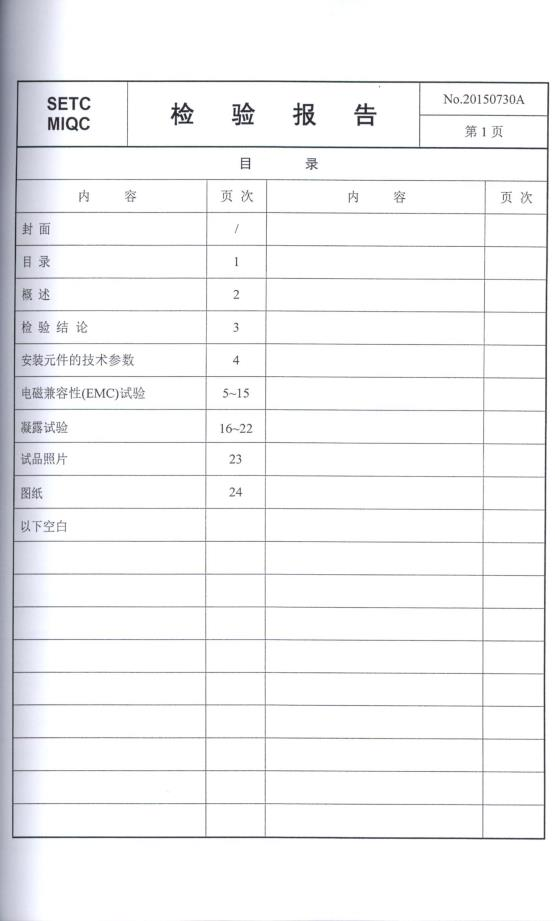 SETC
MIQC
检 验 报 告
No.20150730A
第 1 页
目 录
内 容 页 次 内 容 页 次
封 面 /
目 录 1
概 述 2
检 验 结 论 3
安装元件的技术参数 4
电磁兼容性(EMC)试验 5~15
凝露试验 16~22
试品照片 23
图纸 24
以下空白